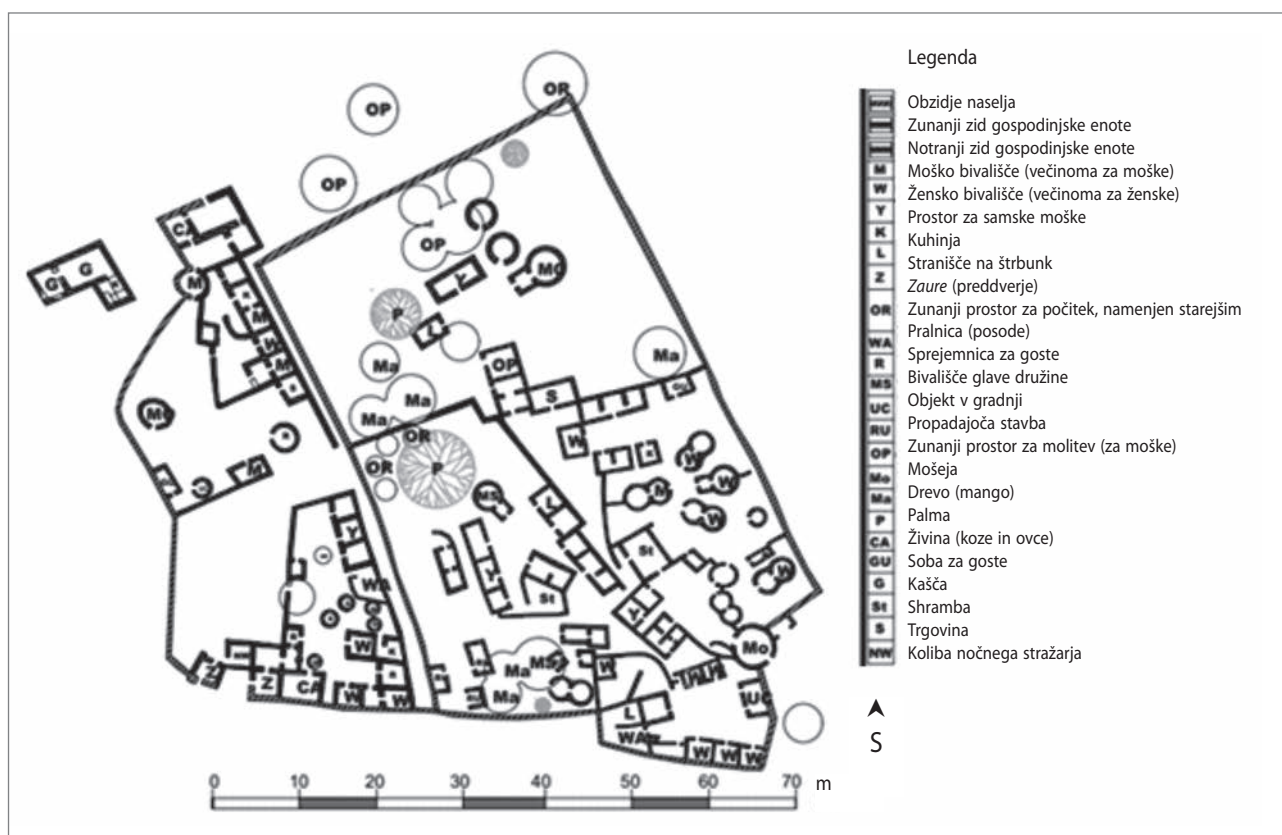 Legenda
Obzidje naselja
Zunanji zid gospodinjske enote
Notranji zid gospodinjske enote
M Moško bivališče (večinoma za moške)
W Žensko bivališče (večinoma za ženske)
Y Prostor za samske moške
K Kuhinja
L Stranišče na štrbunk
Z Zaure (preddverje)
OR Zunanji prostor za počitek, namenjen starejšim
WA Pralnica (posode)
R Sprejemnica za goste
MS Bivališče glave družine
UC Objekt v gradnji
RU Propadajoča stavba
OP Zunanji prostor za molitev (za moške)
Mo Mošeja
Ma Drevo (mango)
P Palma
CA Živina (koze in ovce)
GU Soba za goste
G Kašča
St Shramba
S Trgovina
NW Koliba nočnega stražarja
S
OR
OP
OP
CA
G G
M
OP
MO
M
P
Ma
Ma
OP
Ma
S
Ma
OR
W
OR
P
MS
L
W
W
W
St
Y
WA
St
W
W
Mo
Ma
MS
Ma
Z
Z
CA
W
W
W
UC
L
WA
W W W
0 10 20 30 40 50 60 70 m